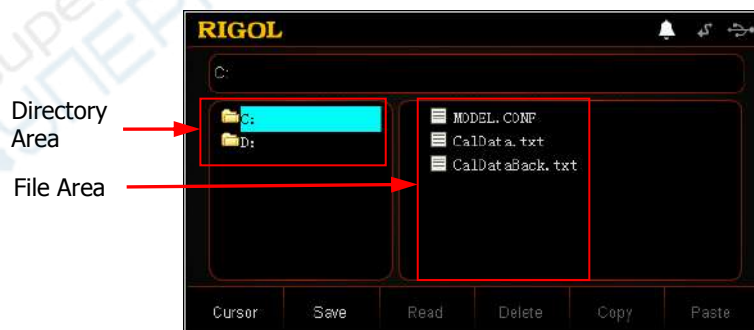 RIGOL
C:
Directory
Area
C:
D:
File Area
MODEL.CONF
CalData.txt
CalDataBack.txt
Cursor Save Read Delete Copy Paste